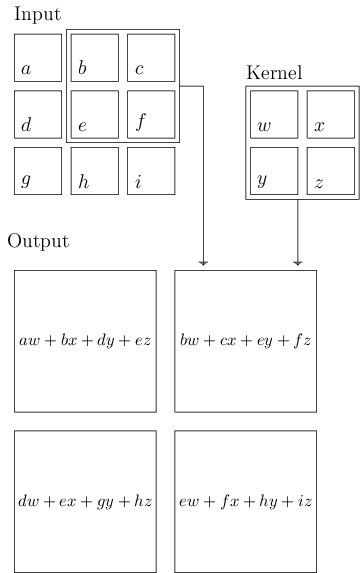 Input
a b c
Kernel
d e f
w x
g h i
y z
Output
aw + bx + dy + ez
bw + cx + ey + fz
dw + ex + gy + hz
ew + fx + hy + iz